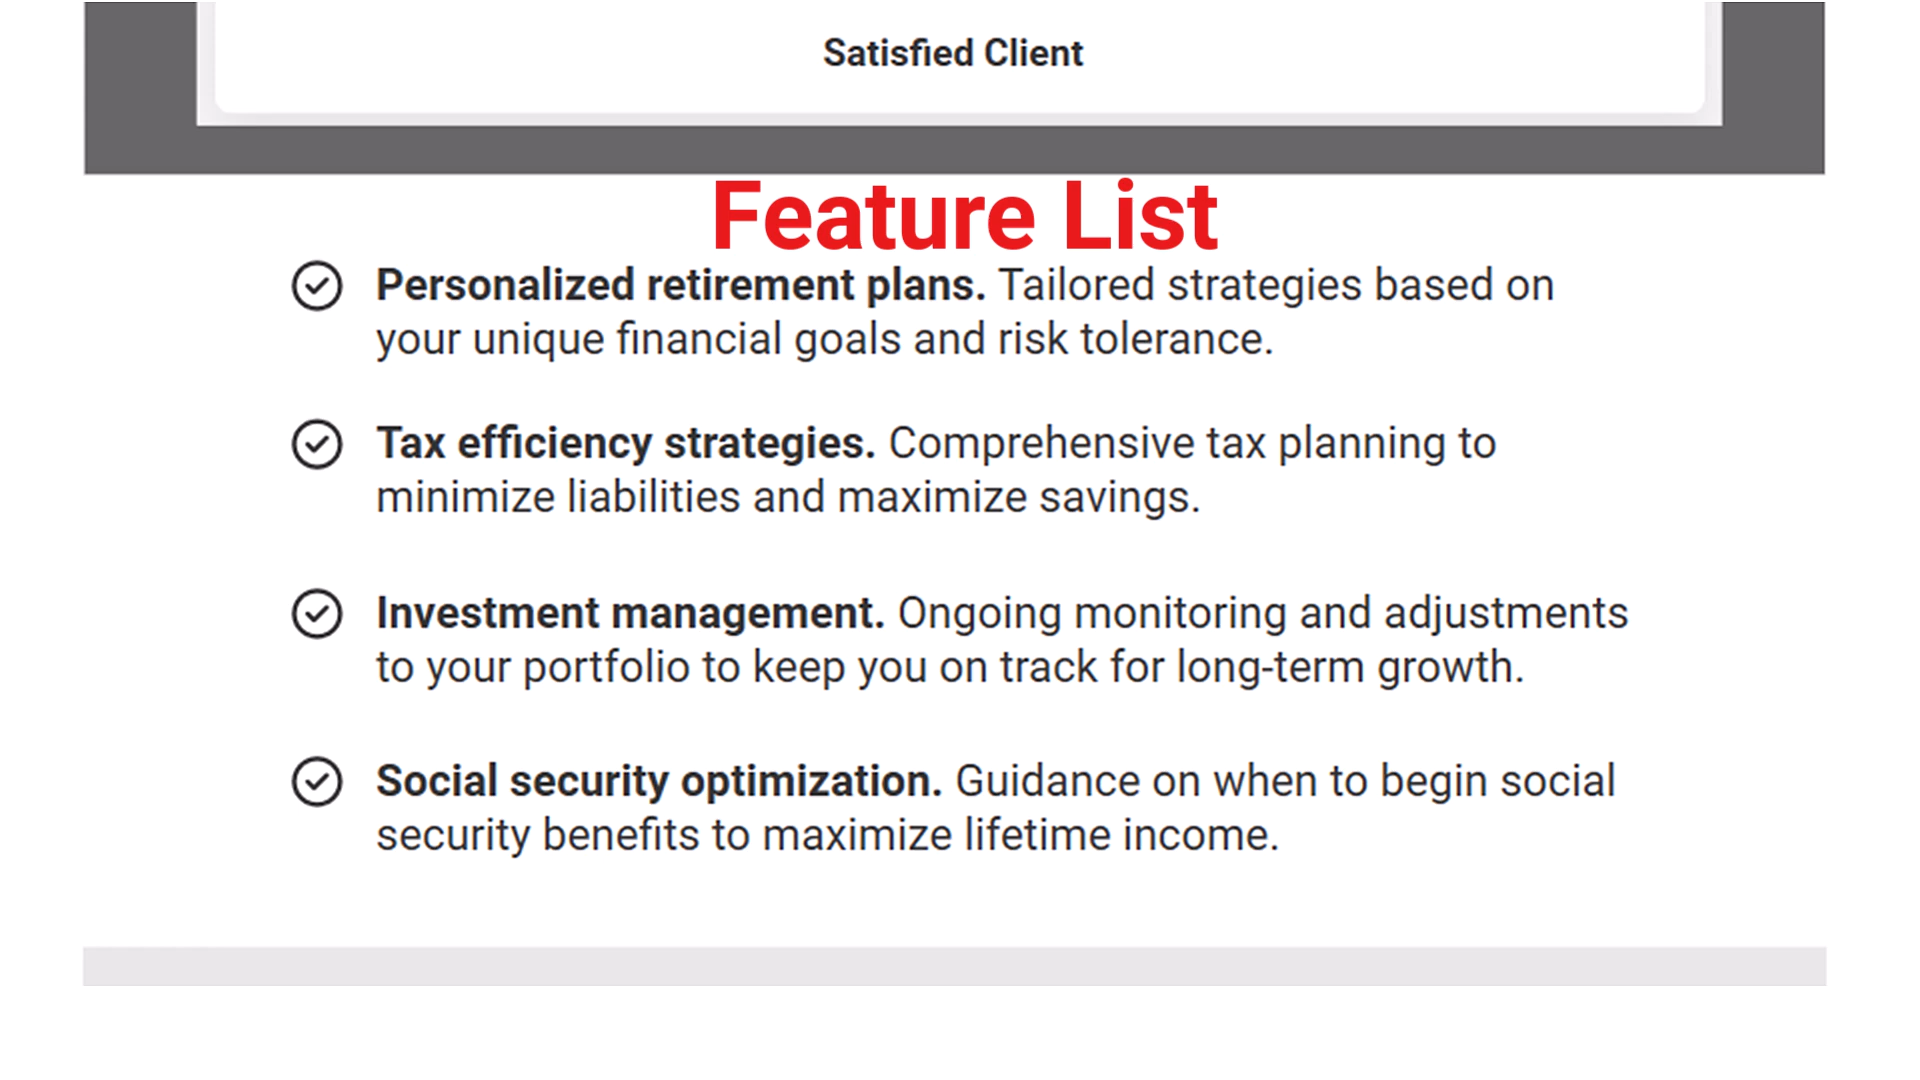 Satisfied Client
Feature List
Personalized retirement plans. Tailored strategies based on
your unique financial goals and risk tolerance.
Tax efficiency strategies. Comprehensive tax planning to
minimize liabilities and maximize savings.
Investment management. Ongoing monitoring and adjustments
to your portfolio to keep you on track for long-term growth.
Social security optimization. Guidance on when to begin social
security benefits to maximize lifetime income.